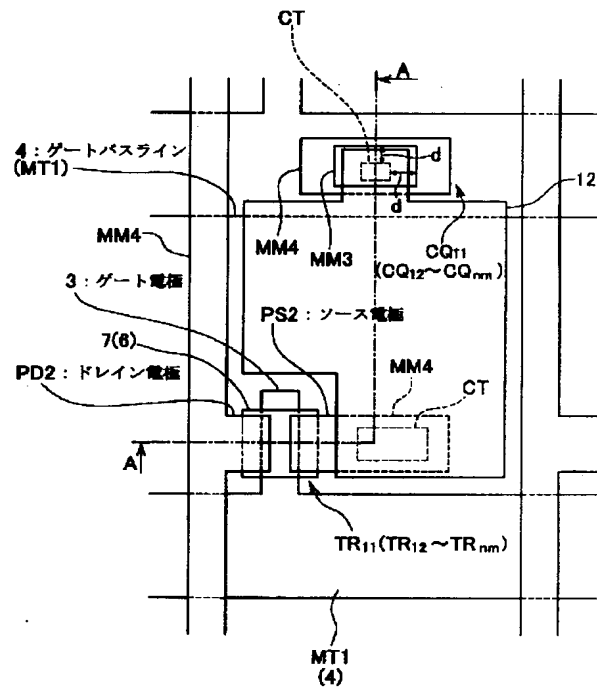 CT
A
4：ゲートバスライン
(MT1)
d
d
12
MM4
MM4
MM3
CQ11
(CQ12～CQnm)
3：ゲート電極
PS2：ソース電極
7(6)
MM4
PD2：ドレイン電極
CT
A
TR11(TR12～TRnm)
MT1
(4)